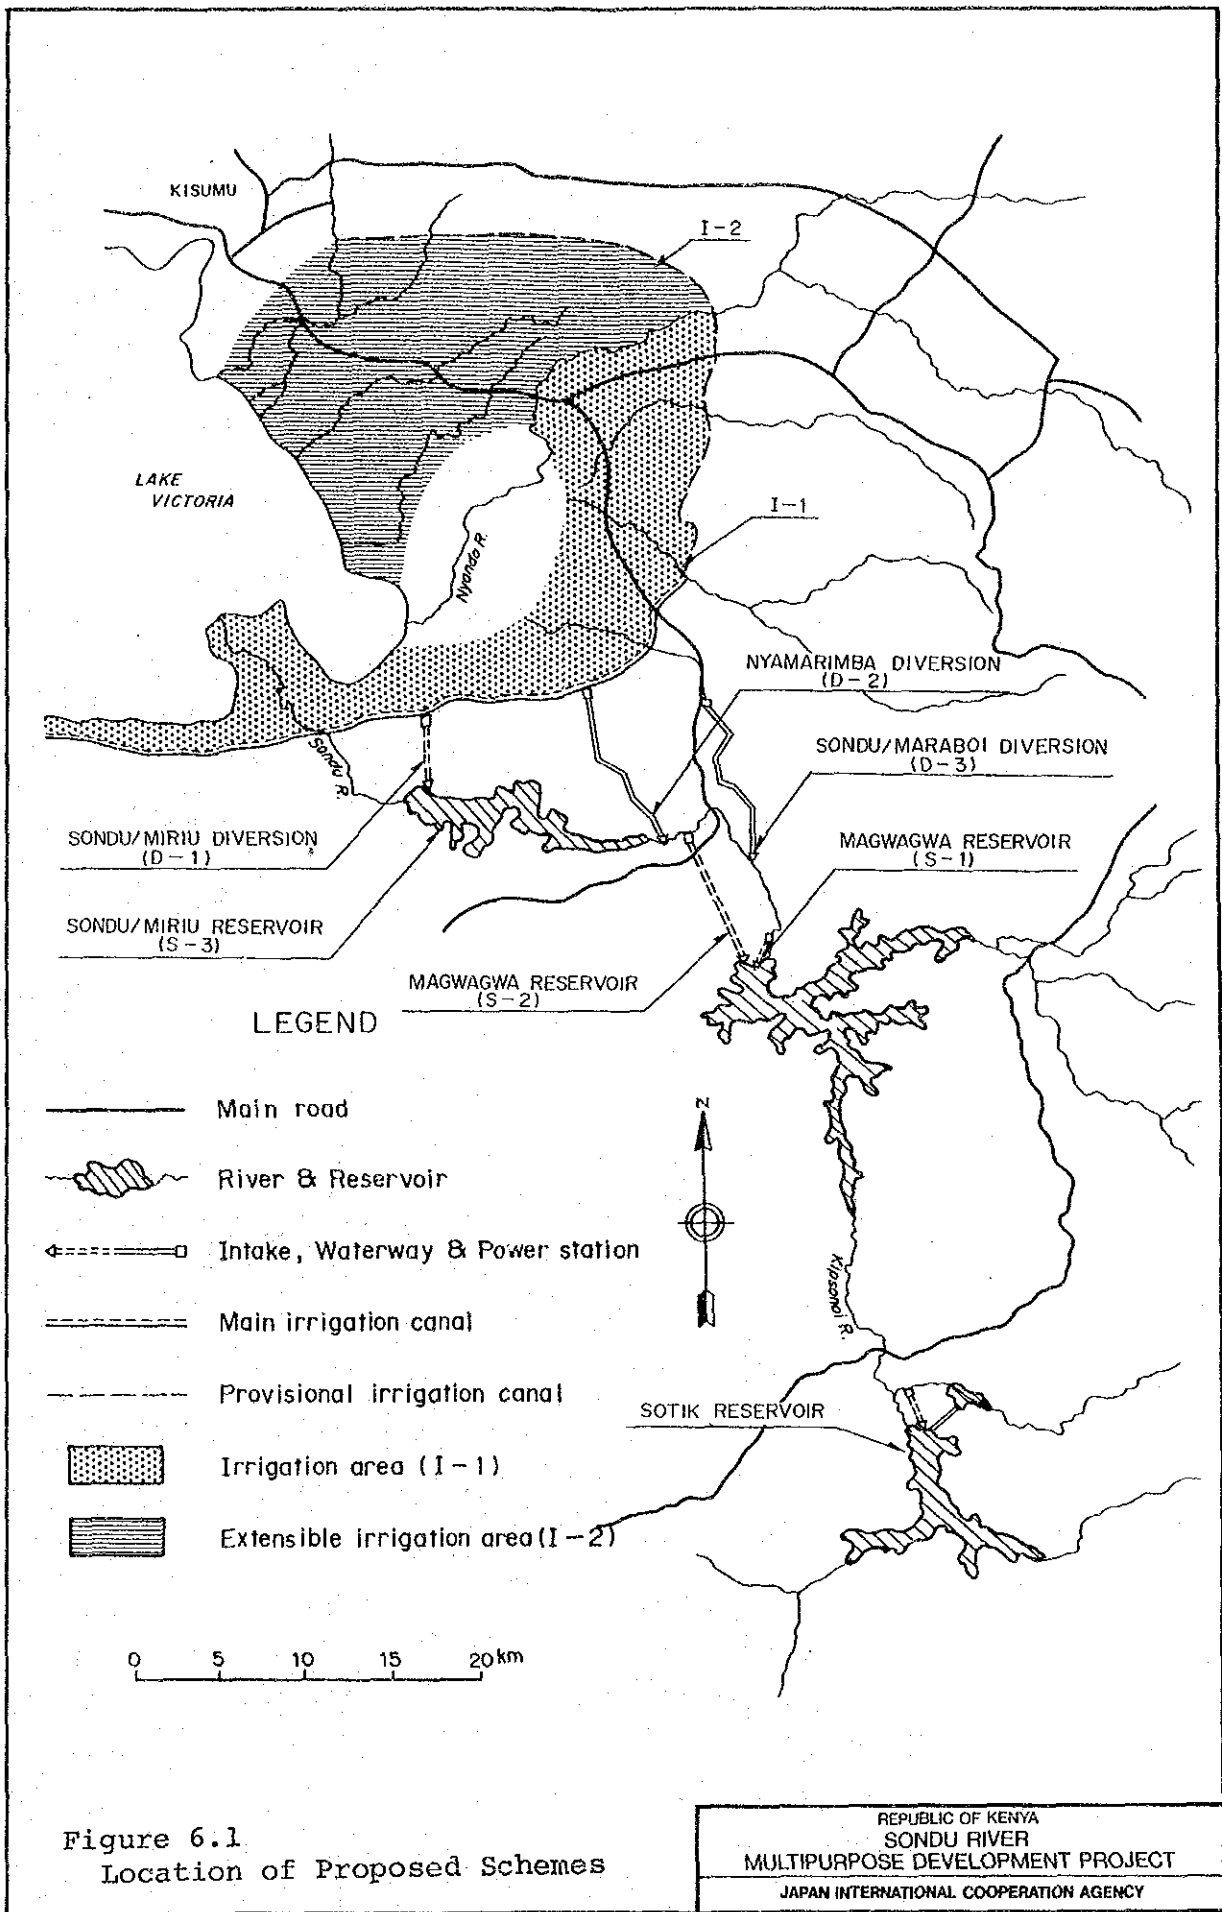 KISUMU
I-2
LAKE
VICTORIA
I-1
Nyando R.
NYAMARIMBA DIVERSION
(D-2)
SONDU/MARABOI DIVERSION
(D-3)
Sondu R.
SONDU/MIRIU DIVERSION
(D-1)
MAGWAGWA RESERVOIR
(S-1)
SONDU/MIRIU RESERVOIR
(S-3)
MAGWAGWA RESERVOIR
(S-2)
LEGEND
Main road
N
River & Reservoir
Intake, Waterway & Power station
Kipsonoi R.
Main irrigation canal
Provisional irrigation canal
SOTIK RESERVOIR
Irrigation area (I-1)
Extensible irrigation area (I-2)
0 5 10 15 20 km
Figure 6.1
Location of Proposed Schemes
REPUBLIC OF KENYA
SONDU RIVER
MULTIPURPOSE DEVELOPMENT PROJECT
JAPAN INTERNATIONAL COOPERATION AGENCY